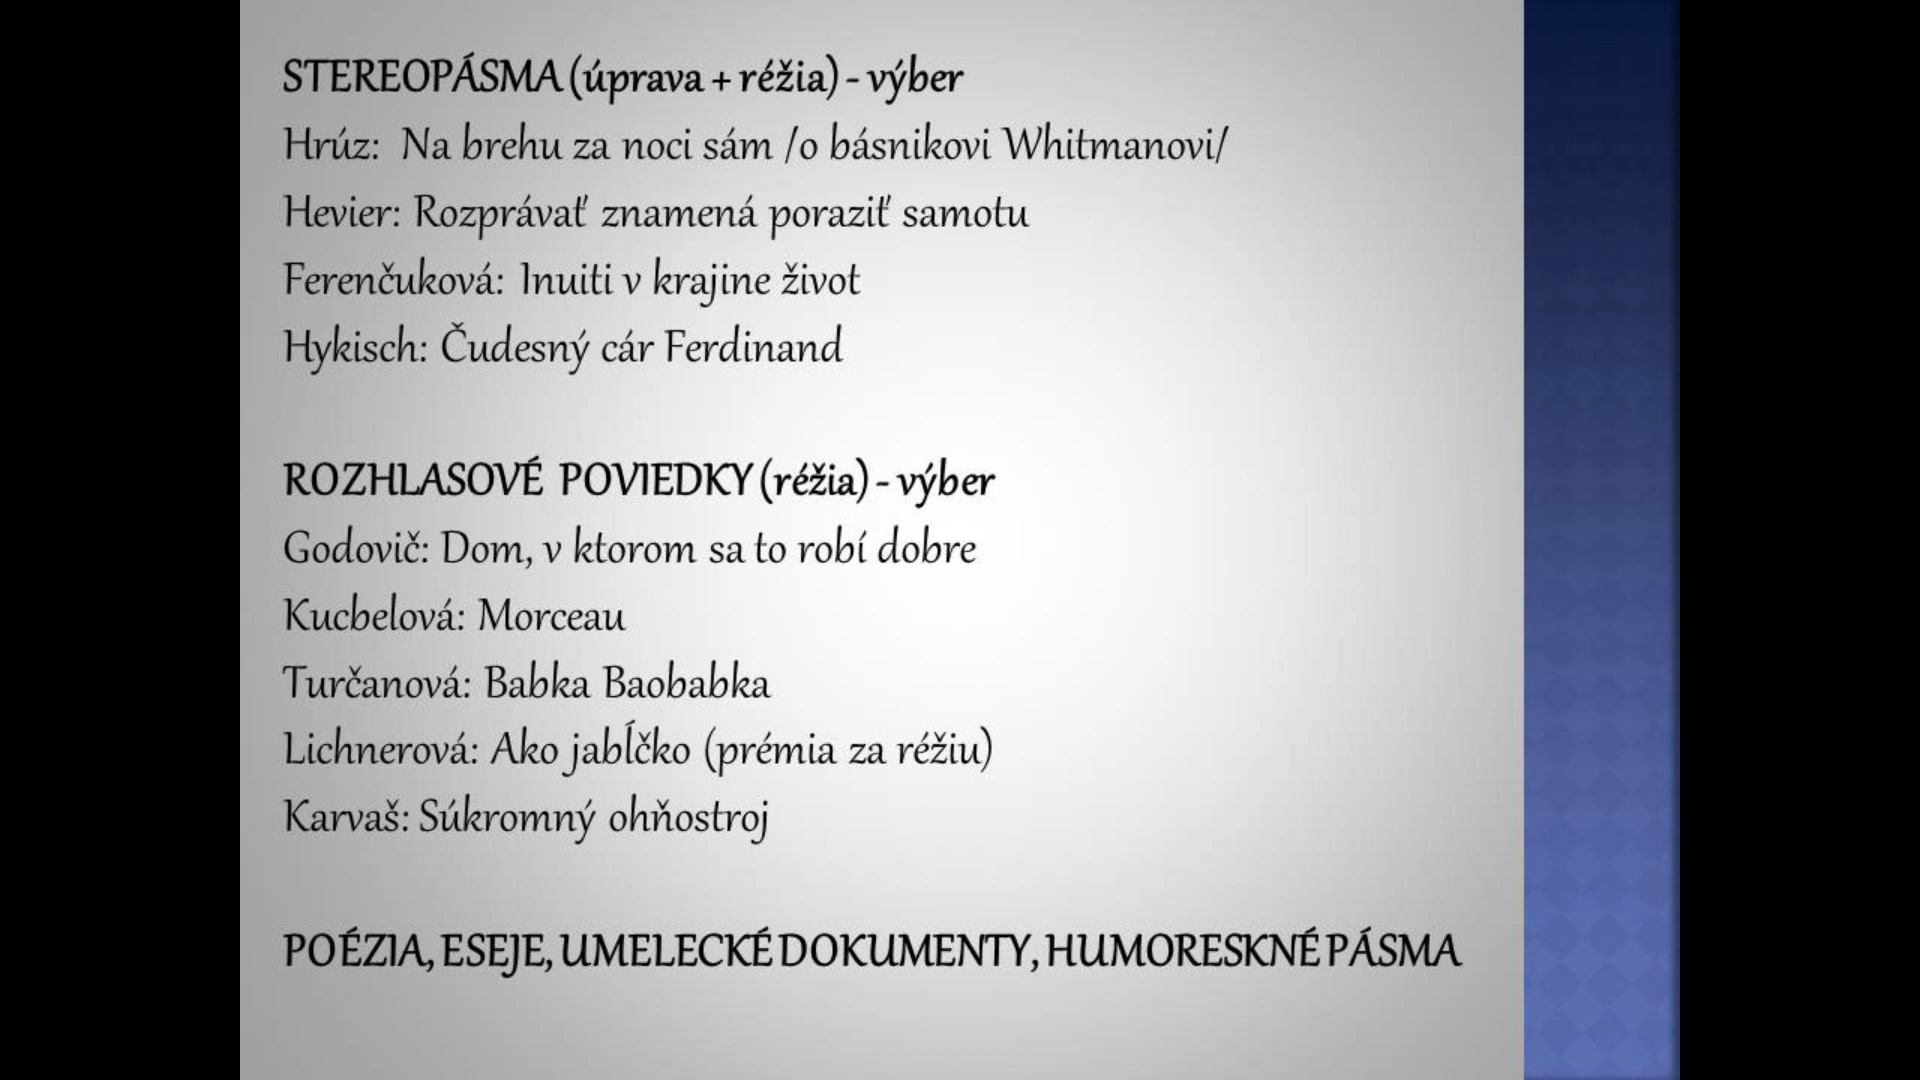 STEREOPÁSMA (úprava + réžia) - výber
Hrúz: Na brehu za noci sám /o básnikovi Whitmanovi/
Hevier: Rozprávať znamená poraziť samotu
Ferenčuková: Inuiti v krajine život
Hykisch: Čudesný cár Ferdinand
ROZHLASOVÉ POVIEDKY (réžia) - výber
Godovič: Dom, v ktorom sa to robí dobre
Kucbelová: Morceau
Turčanová: Babka Baobabka
Lichnerová: Ako jabĺčko (prémia za réžiu)
Karvaš: Súkromný ohňostroj
POÉZIA, ESEJE, UMELECKÉ DOKUMENTY, HUMORESKNÉ PÁSMA